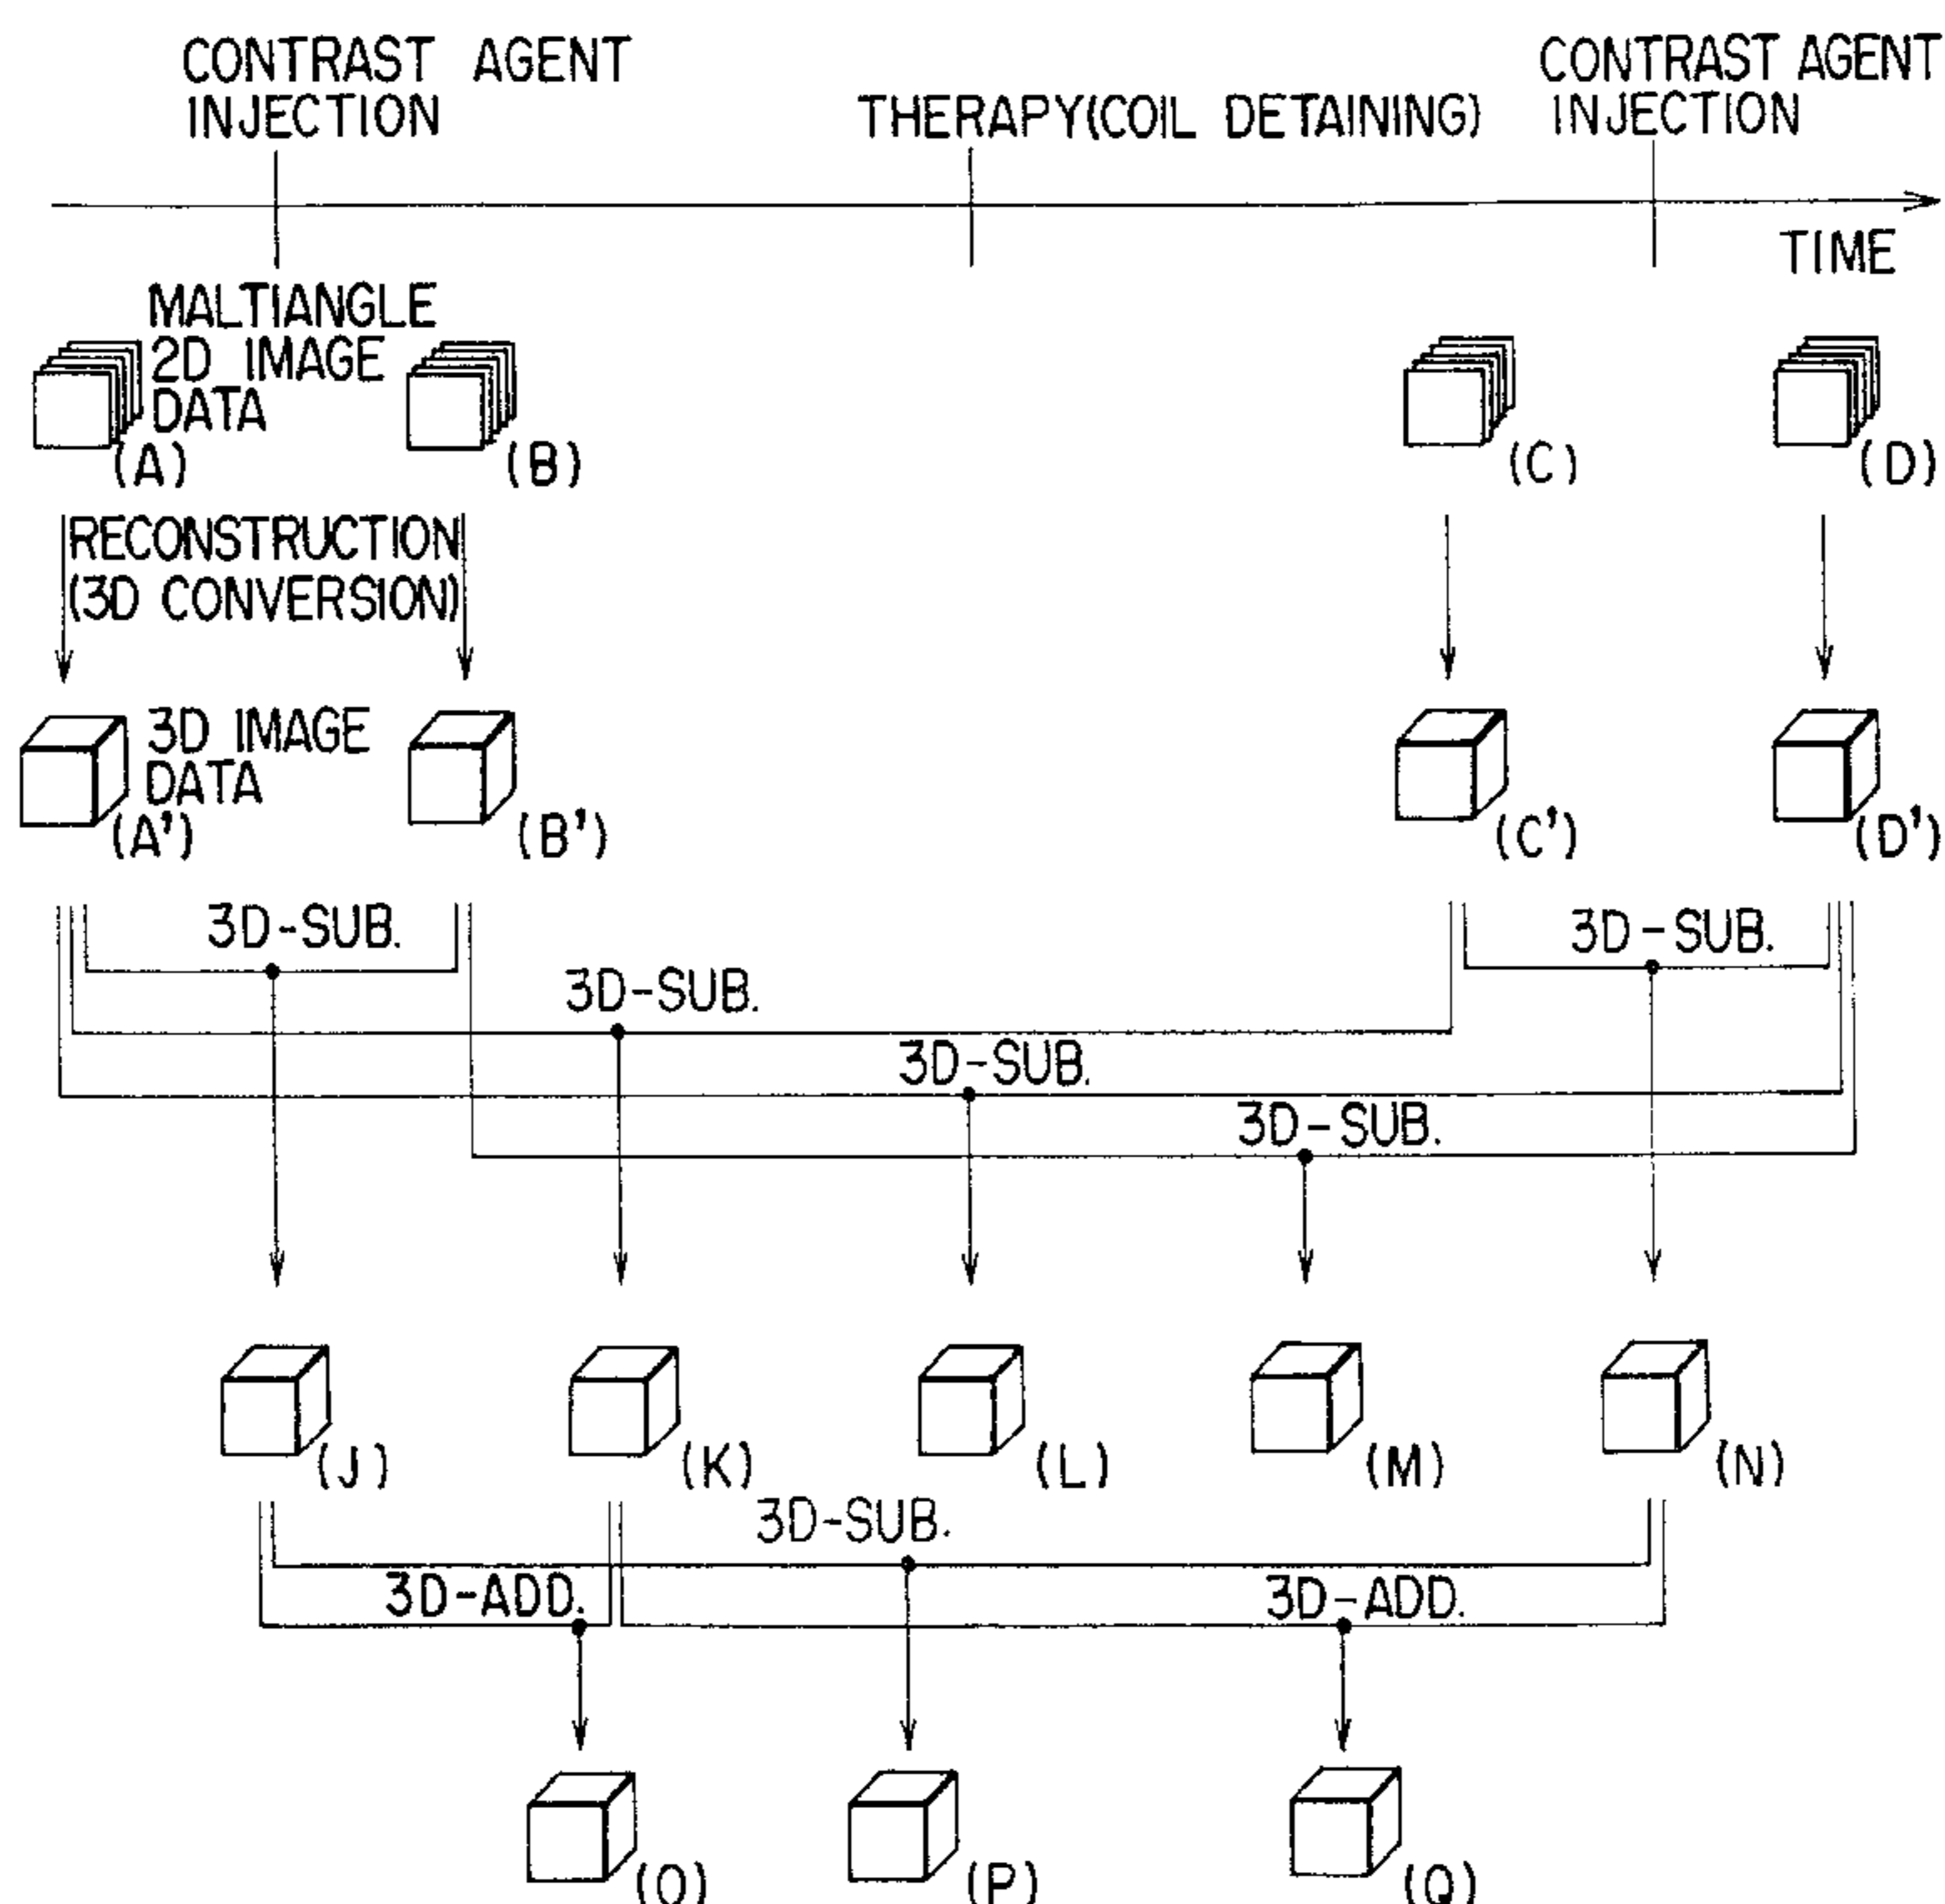 CONTRAST AGENT
INJECTION
THERAPY(COIL DETAINING)
CONTRAST AGENT
INJECTION
TIME
MALTIANGLE
2D IMAGE
DATA
(A)
(B)
(C)
(D)
RECONSTRUCTION
(3D CONVERSION)
3D IMAGE
DATA
(A')
(B')
(C')
(D')
3D-SUB.
3D-SUB.
3D-SUB.
3D-SUB.
3D-SUB.
(J)
(K)
(L)
(M)
(N)
3D-SUB.
3D-ADD.
3D-ADD.
(O)
(P)
(Q)